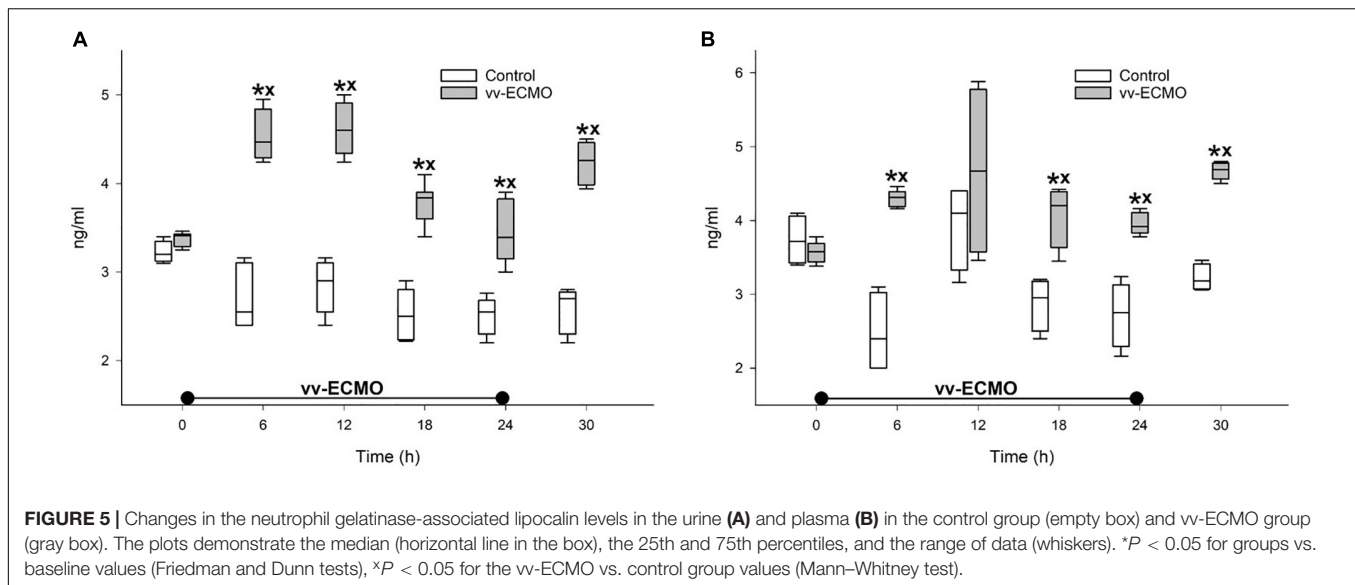 A
Control
vv-ECMO
5
4
3
2
ng/ml
*x
*x
*x
*x
*x
vv-ECMO
0 6 12 18 24 30
Time (h)
B
Control
vv-ECMO
6
5
4
3
2
ng/ml
*x
*x
*x
*x
vv-ECMO
0 6 12 18 24 30
Time (h)
FIGURE 5 | Changes in the neutrophil gelatinase-associated lipocalin levels in the urine (A) and plasma (B) in the control group (empty box) and vv-ECMO group
(gray box). The plots demonstrate the median (horizontal line in the box), the 25th and 75th percentiles, and the range of data (whiskers). *P < 0.05 for groups vs.
baseline values (Friedman and Dunn tests), ˣP < 0.05 for the vv-ECMO vs. control group values (Mann–Whitney test).